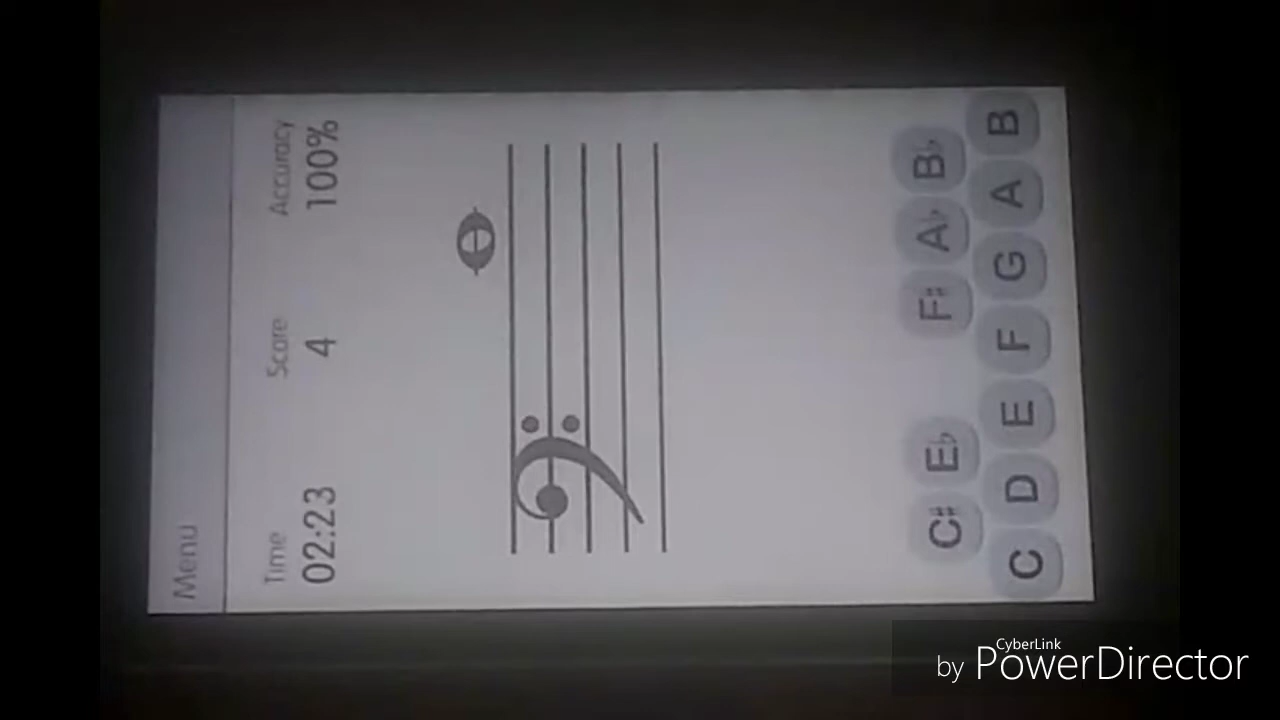 Menu
Time Score Accuracy
02:23 4 100%
C♯ E♭ F♯ A♭ B♭
C D E F G A B
CyberLink
by PowerDirector